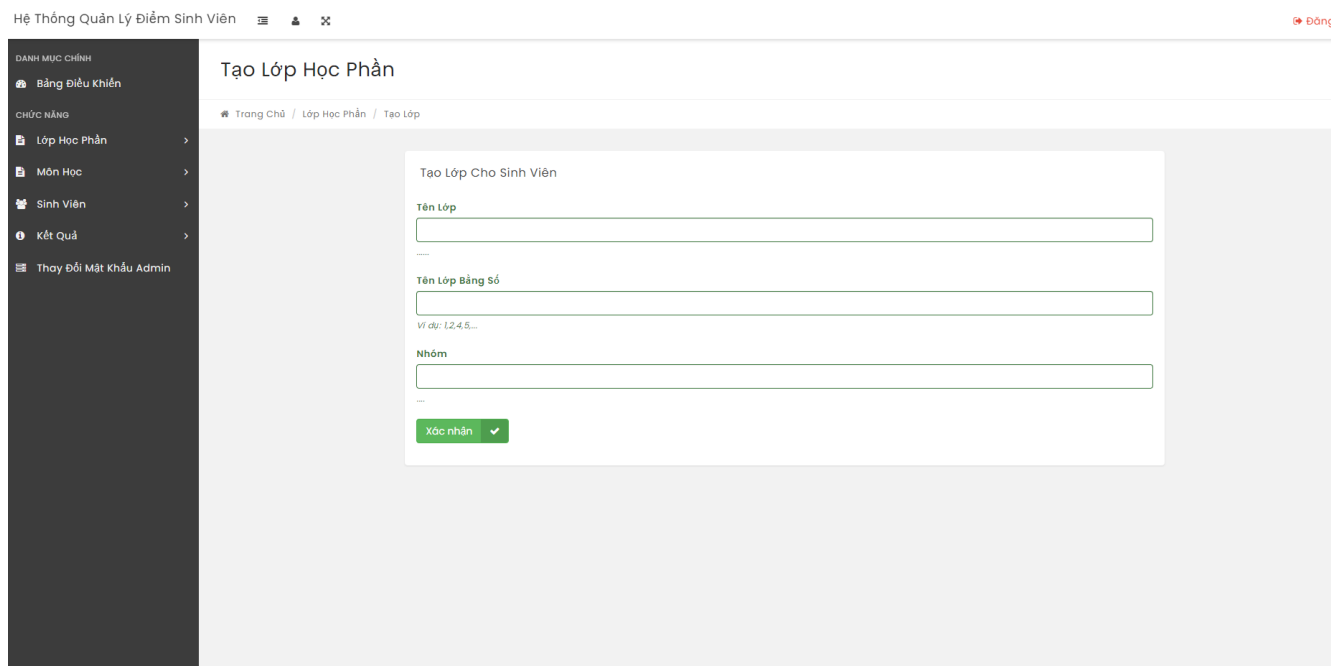 Hệ Thống Quản Lý Điểm Sinh Viên
Đăng
DANH MỤC CHÍNH
Bảng Điều Khiển
CHỨC NĂNG
Lớp Học Phần
Môn Học
Sinh Viên
Kết Quả
Thay Đổi Mật Khẩu Admin
Tạo Lớp Học Phần
Trang Chủ / Lớp Học Phần / Tạo Lớp
Tạo Lớp Cho Sinh Viên
Tên Lớp
......
Tên Lớp Bằng Số
Ví dụ: 1,2,4,5,...
Nhóm
....
Xác nhận